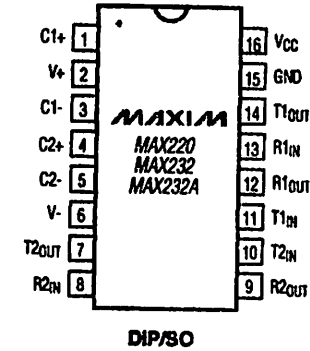 C1+ 1
V+ 2
C1- 3
C2+ 4
C2- 5
V- 6
T2OUT 7
R2IN 8
MAXIM
MAX220
MAX232
MAX232A
16 VCC
15 GND
14 T1OUT
13 R1IN
12 R1OUT
11 T1IN
10 T2IN
9 R2OUT
DIP/SO